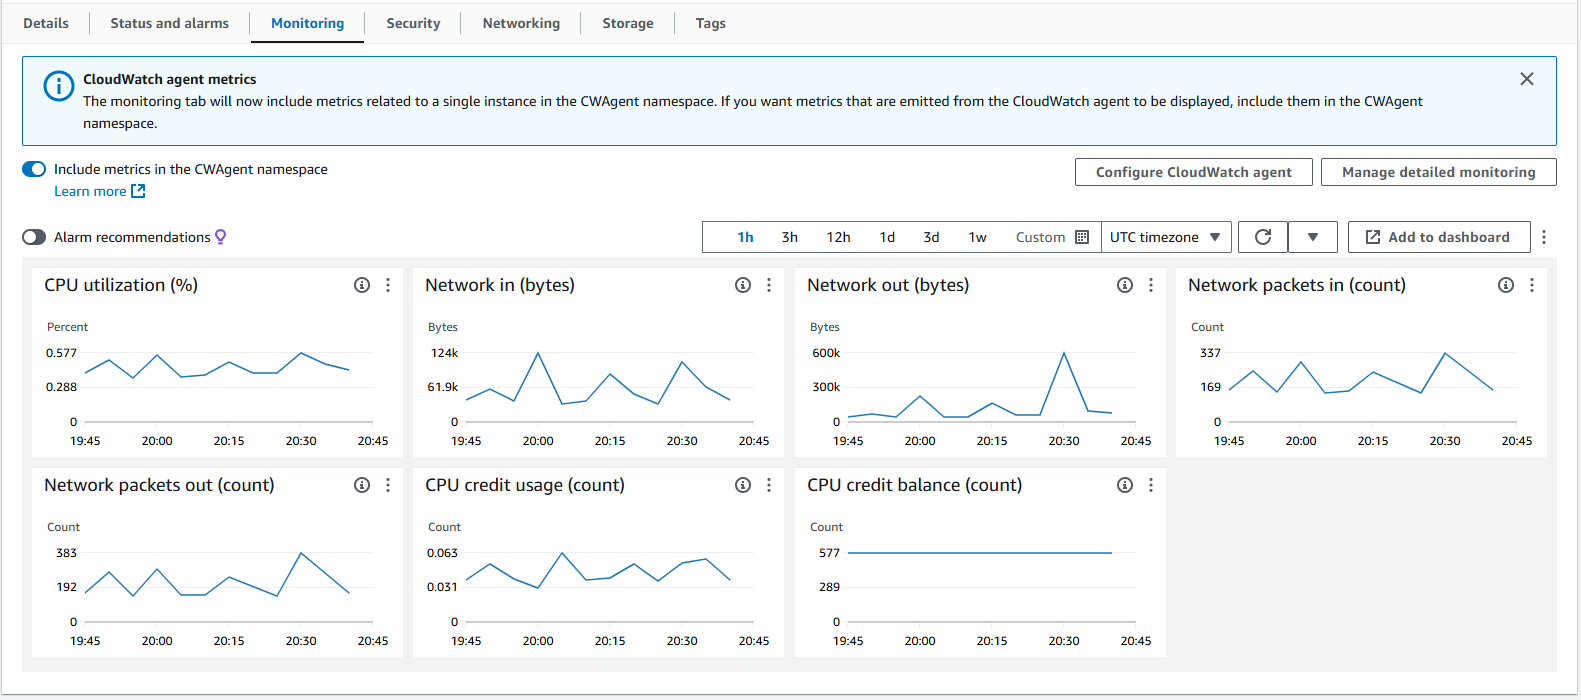 Details Status and alarms Monitoring Security Networking Storage Tags
CloudWatch agent metrics
The monitoring tab will now include metrics related to a single instance in the CWAgent namespace. If you want metrics that are emitted from the CloudWatch agent to be displayed, include them in the CWAgent
namespace.
Include metrics in the CWAgent namespace
Learn more
Configure CloudWatch agent Manage detailed monitoring
Alarm recommendations
1h 3h 12h 1d 3d 1w Custom UTC timezone Add to dashboard
CPU utilization (%)
Percent
0.577
0.288
0
19:45 20:00 20:15 20:30 20:45
Network in (bytes)
Bytes
124k
61.9k
0
19:45 20:00 20:15 20:30 20:45
Network out (bytes)
Bytes
600k
300k
0
19:45 20:00 20:15 20:30 20:45
Network packets in (count)
Count
337
169
0
19:45 20:00 20:15 20:30 20:45
Network packets out (count)
Count
383
192
0
19:45 20:00 20:15 20:30 20:45
CPU credit usage (count)
Count
0.063
0.031
0
19:45 20:00 20:15 20:30 20:45
CPU credit balance (count)
Count
577
289
0
19:45 20:00 20:15 20:30 20:45